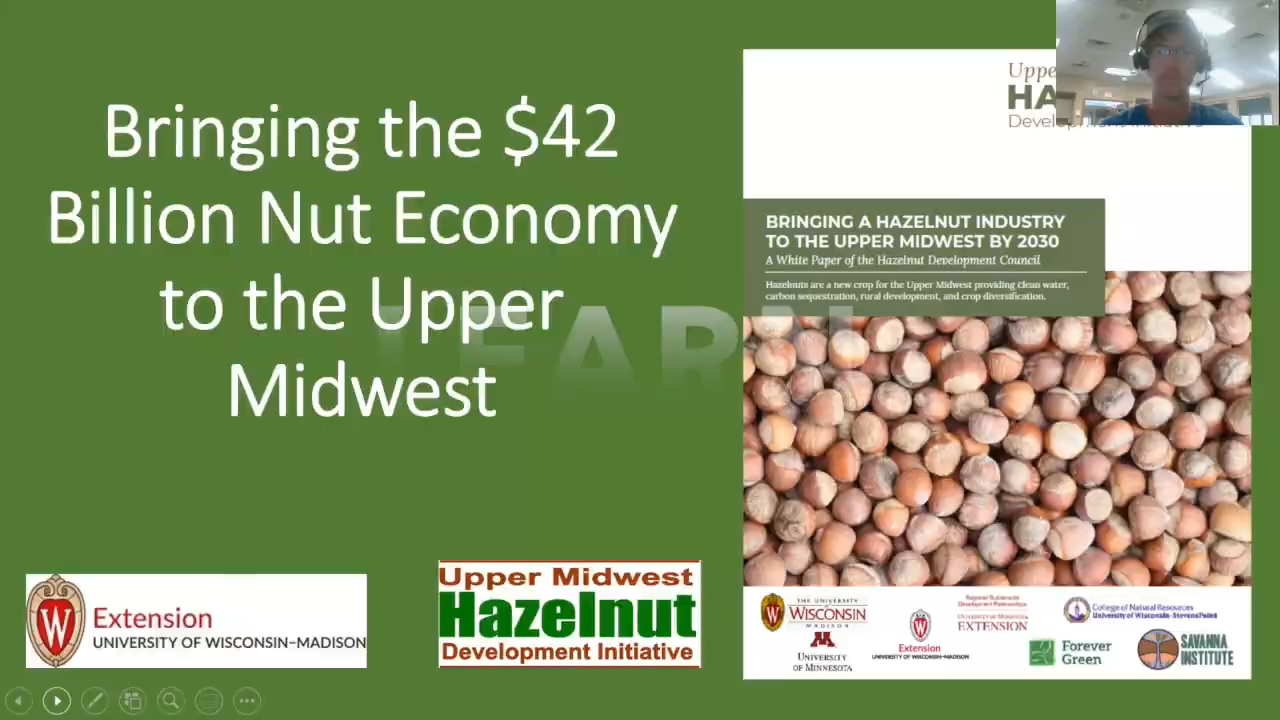 Bringing the $42
Billion Nut Economy
to the Upper
Midwest
LEARN
Extension
UNIVERSITY OF WISCONSIN–MADISON
Upper Midwest
Hazelnut
Development Initiative
Uppe
HA
Development Initiative
BRINGING A HAZELNUT INDUSTRY
TO THE UPPER MIDWEST BY 2030
A White Paper of the Hazelnut Development Council
Hazelnuts are a new crop for the Upper Midwest providing clean water,
carbon sequestration, rural development, and crop diversification.
THE UNIVERSITY
of
WISCONSIN
MADISON
UNIVERSITY
OF MINNESOTA
Extension
UNIVERSITY OF WISCONSIN–MADISON
Regional Sustainable
Development Partnerships
UNIVERSITY OF MINNESOTA
EXTENSION
College of Natural Resources
University of Wisconsin-Stevens Point
Forever
Green
SAVANNA
INSTITUTE